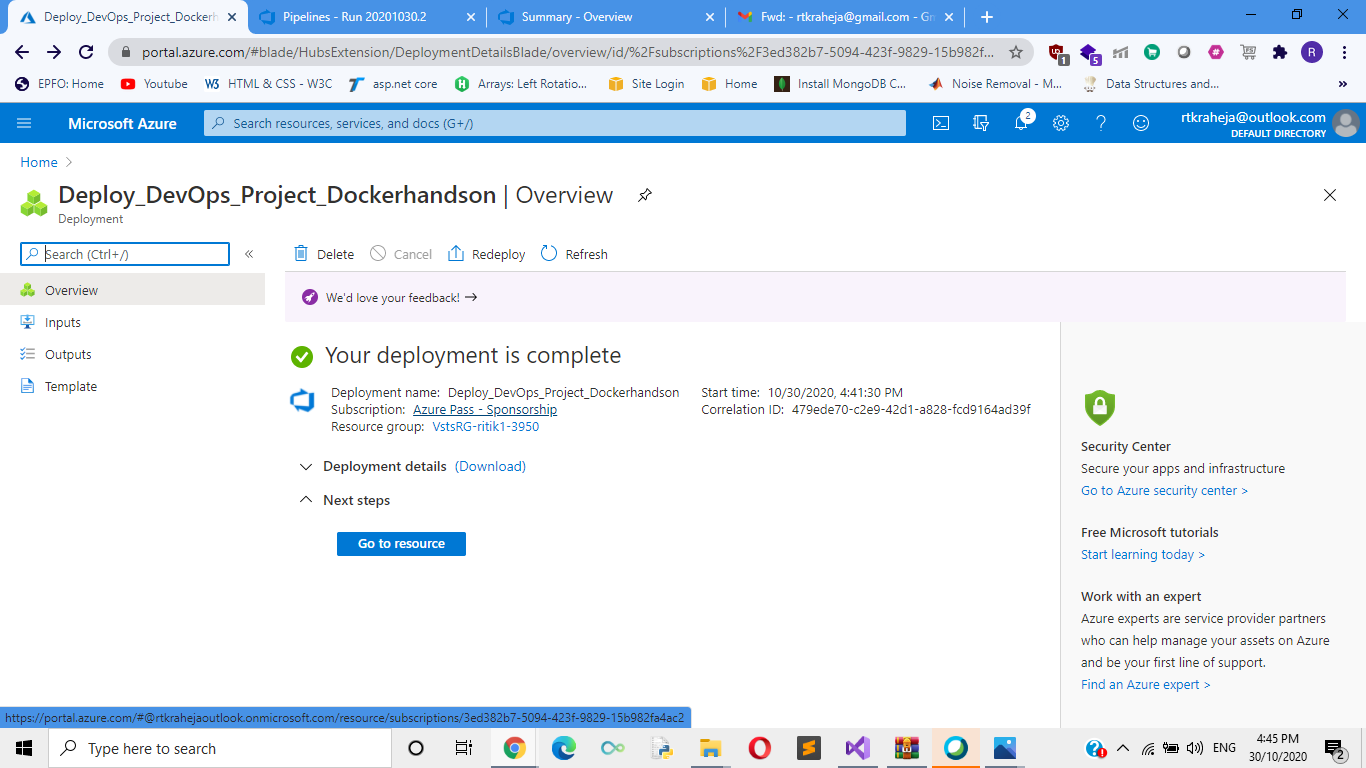 Deploy_DevOps_Project_Dockerh
Pipelines - Run 20201030.2
Summary - Overview
Fwd: - rtkraheja@gmail.com - Gm
portal.azure.com/#blade/HubsExtension/DeploymentDetailsBlade/overview/id/%2Fsubscriptions%2F3ed382b7-5094-423f-9829-15b982f...
1
5
R
EPFO: Home
Youtube
W3S HTML & CSS - W3C
asp.net core
Arrays: Left Rotatio...
Site Login
Home
Install MongoDB C...
Noise Removal - M...
Data Structures and...
»
Microsoft Azure
Search resources, services, and docs (G+/)
2
rtkraheja@outlook.com
DEFAULT DIRECTORY
Home >
Deploy_DevOps_Project_Dockerhandson | Overview
Deployment
Search (Ctrl+/)
«
Delete
Cancel
Redeploy
Refresh
Overview
Inputs
Outputs
Template
We'd love your feedback! →
Your deployment is complete
Deployment name: Deploy_DevOps_Project_Dockerhandson
Subscription: Azure Pass - Sponsorship
Resource group: VstsRG-ritik1-3950
Start time: 10/30/2020, 4:41:30 PM
Correlation ID: 479ede70-c2e9-42d1-a828-fcd9164ad39f
Deployment details (Download)
Next steps
Go to resource
Security Center
Secure your apps and infrastructure
Go to Azure security center >
Free Microsoft tutorials
Start learning today >
Work with an expert
Azure experts are service provider partners
who can help manage your assets on Azure
and be your first line of support.
Find an Azure expert >
https://portal.azure.com/#@rtkrahejaoutlook.onmicrosoft.com/resource/subscriptions/3ed382b7-5094-423f-9829-15b982fa4ac2
Type here to search
ENG
4:45 PM
30/10/2020
2